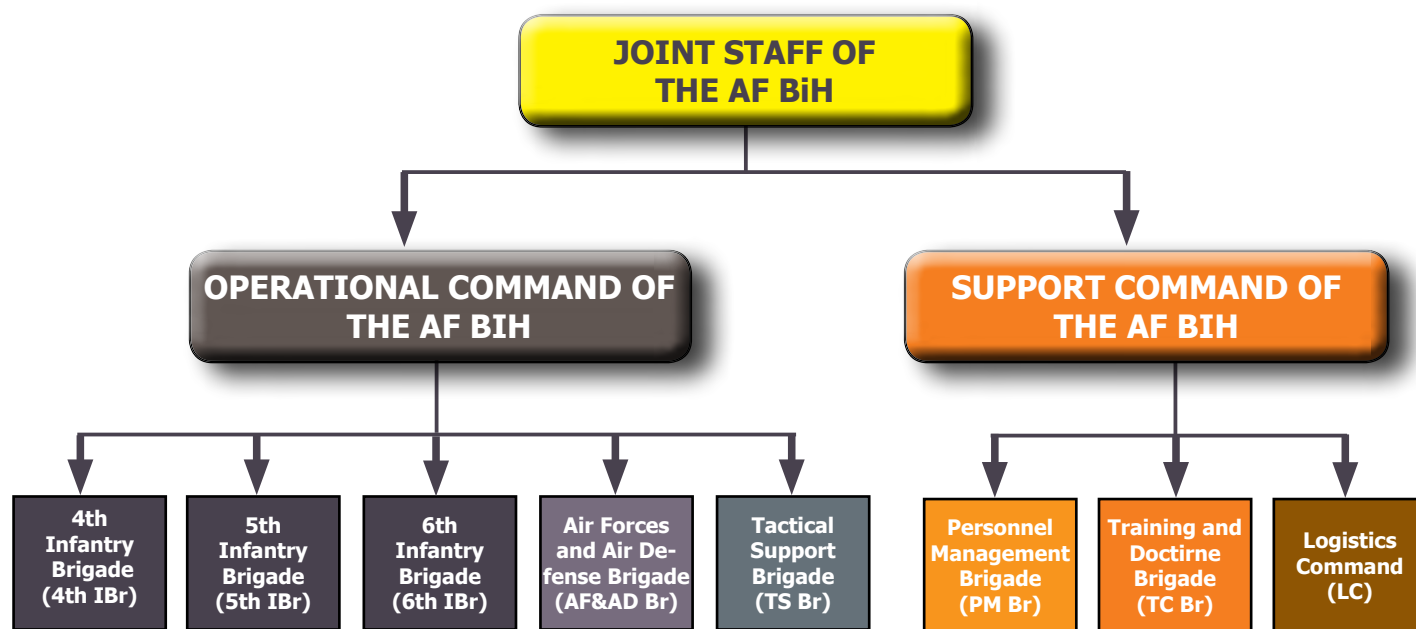 JOINT STAFF OF
THE AF BiH
OPERATIONAL COMMAND OF
THE AF BIH
SUPPORT COMMAND OF
THE AF BIH
4th
Infantry
Brigade
(4th IBr)
5th
Infantry
Brigade
(5th IBr)
6th
Infantry
Brigade
(6th IBr)
Air Forces
and Air De-
fense Brigade
(AF&AD Br)
Tactical
Support
Brigade
(TS Br)
Personnel
Management
Brigade
(PM Br)
Training and
Doctirne
Brigade
(TC Br)
Logistics
Command
(LC)